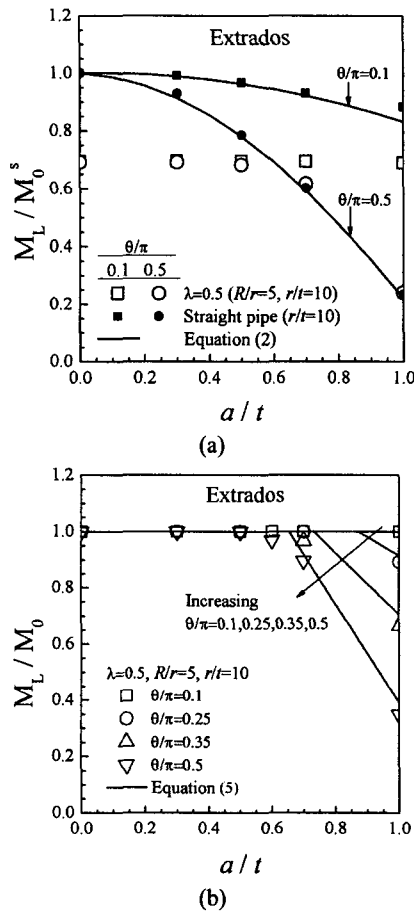 Extrados
θ/π=0.1
θ/π=0.5
M_L / M_0^s
1.2
1.0
0.8
0.6
0.4
0.2
0.0
θ/π
0.1 0.5
λ=0.5 (R/r=5, r/t=10)
Straight pipe (r/t=10)
Equation (2)
0.0 0.2 0.4 0.6 0.8 1.0
a / t
(a)
Extrados
M_L / M_0
1.2
1.0
0.8
0.6
0.4
0.2
0.0
Increasing
θ/π=0.1,0.25,0.35,0.5
λ=0.5, R/r=5, r/t=10
θ/π=0.1
θ/π=0.25
θ/π=0.35
θ/π=0.5
Equation (5)
0.0 0.2 0.4 0.6 0.8 1.0
a / t
(b)